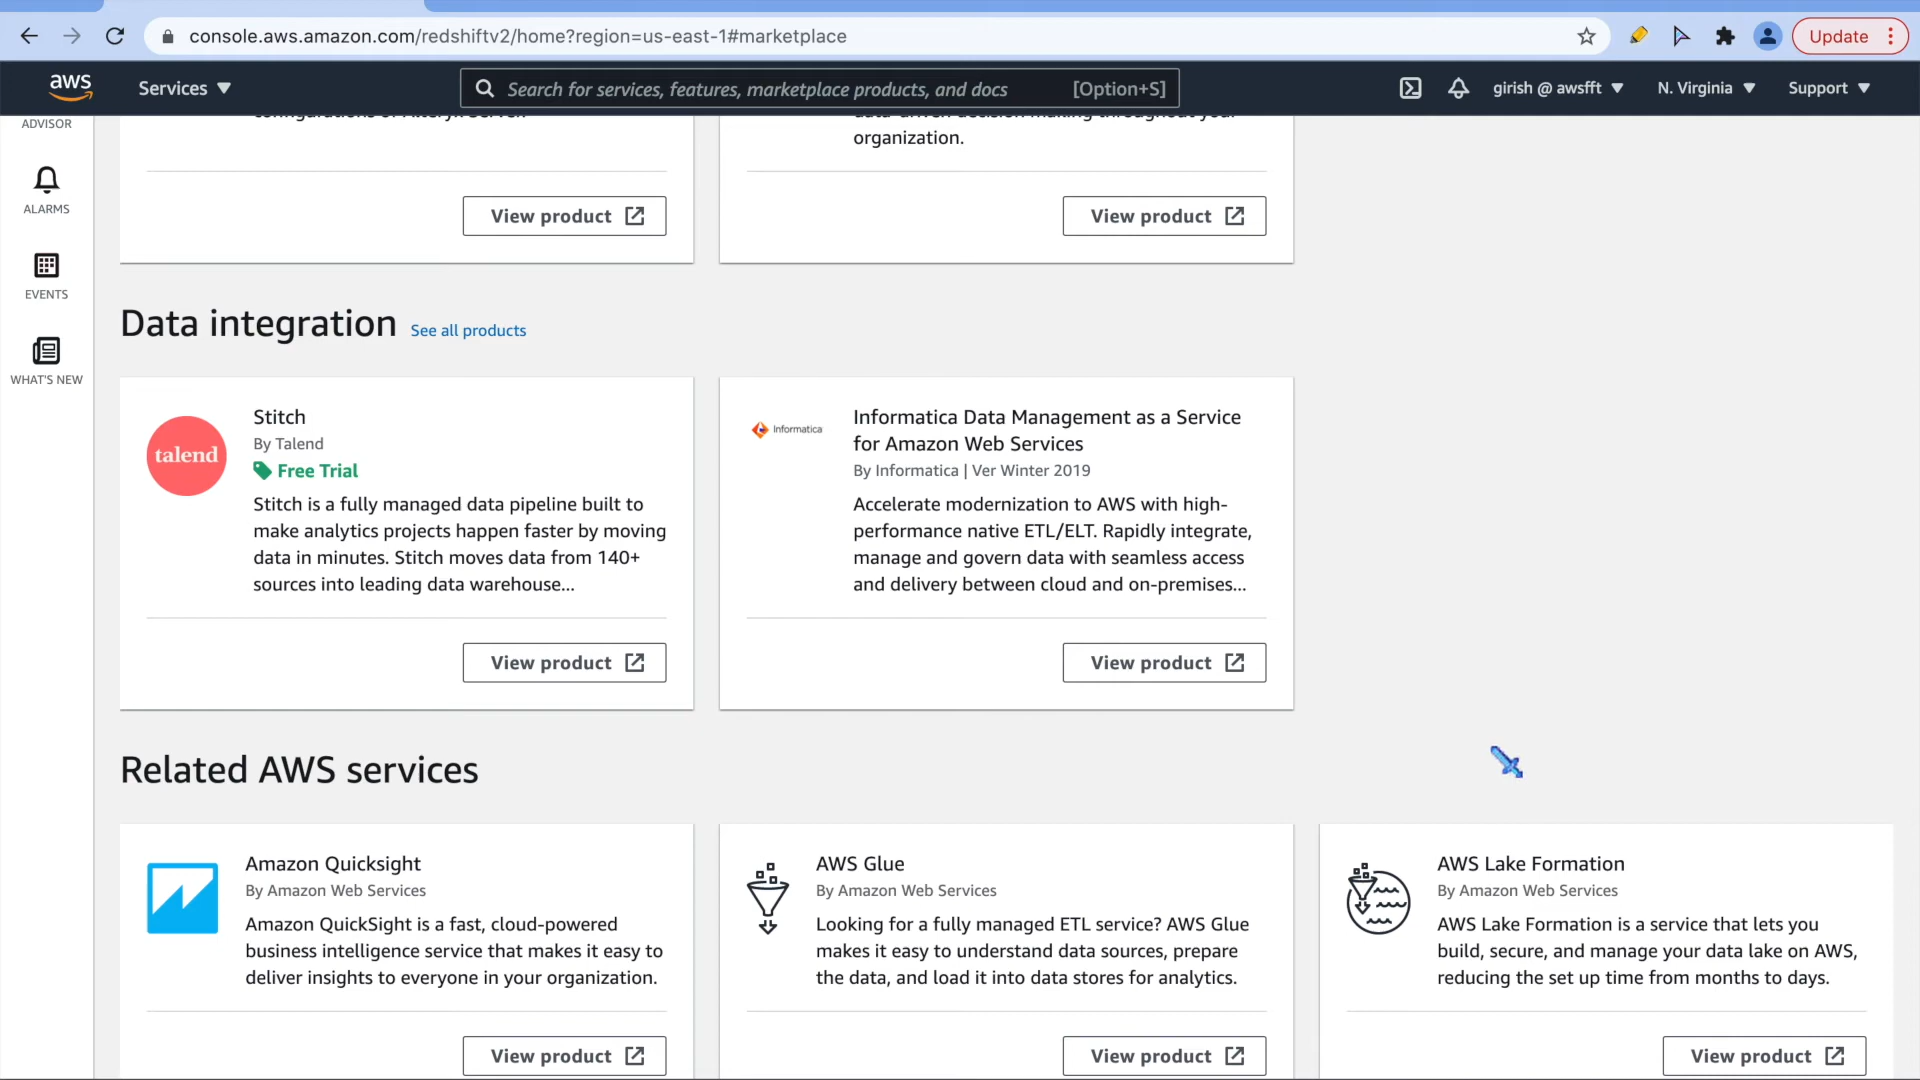 console.aws.amazon.com/redshiftv2/home?region=us-east-1#marketplace
Update
aws
Services
Search for services, features, marketplace products, and docs
[Option+S]
girish @ awsfft
N. Virginia
Support
ADVISOR
ALARMS
EVENTS
WHAT'S NEW
configurations of Alteryx Server.
data-driven decision making throughout your
organization.
View product
View product
Data integration
See all products
talend
Stitch
By Talend
Free Trial
Stitch is a fully managed data pipeline built to
make analytics projects happen faster by moving
data in minutes. Stitch moves data from 140+
sources into leading data warehouse...
View product
Informatica
Informatica Data Management as a Service
for Amazon Web Services
By Informatica | Ver Winter 2019
Accelerate modernization to AWS with high-
performance native ETL/ELT. Rapidly integrate,
manage and govern data with seamless access
and delivery between cloud and on-premises...
View product
Related AWS services
Amazon Quicksight
By Amazon Web Services
Amazon QuickSight is a fast, cloud-powered
business intelligence service that makes it easy to
deliver insights to everyone in your organization.
View product
AWS Glue
By Amazon Web Services
Looking for a fully managed ETL service? AWS Glue
makes it easy to understand data sources, prepare
the data, and load it into data stores for analytics.
View product
AWS Lake Formation
By Amazon Web Services
AWS Lake Formation is a service that lets you
build, secure, and manage your data lake on AWS,
reducing the set up time from months to days.
View product